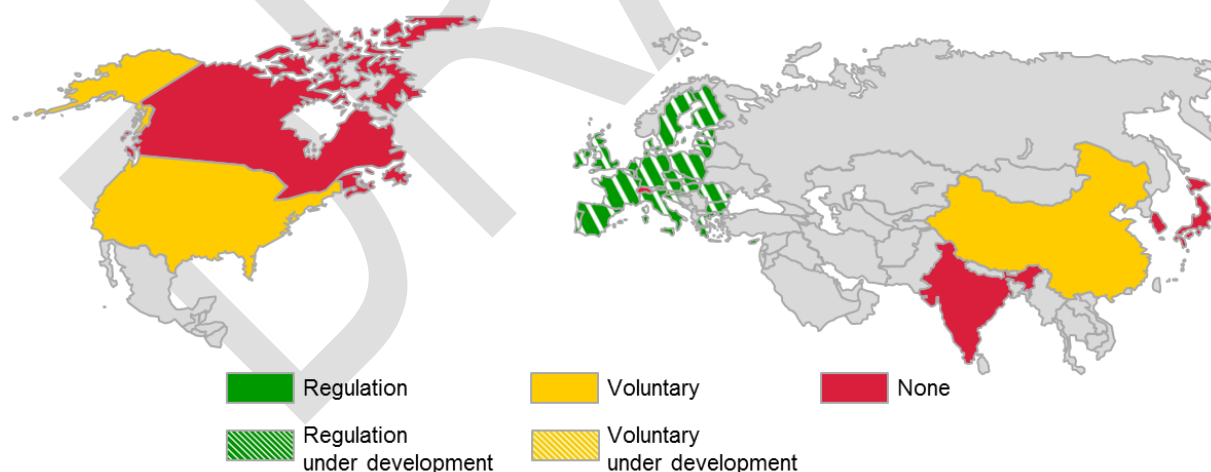 Regulation
Voluntary
None
Regulation
under development
Voluntary
under development